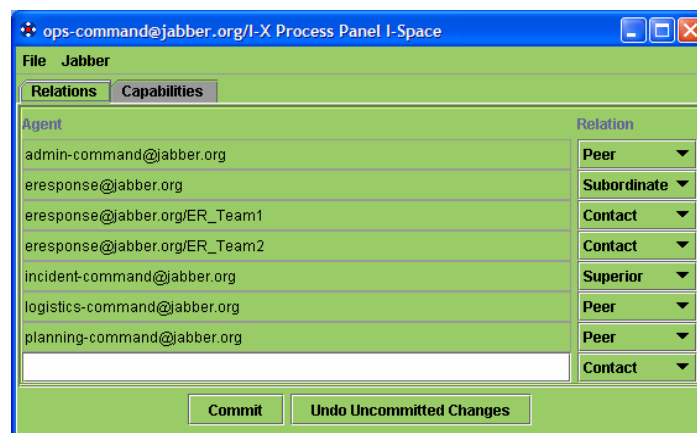 ops-command@jabber.org/I-X Process Panel I-Space
File Jabber
Relations Capabilities
Agent Relation
admin-command@jabber.org Peer
eresponse@jabber.org Subordinate
eresponse@jabber.org/ER_Team1 Contact
eresponse@jabber.org/ER_Team2 Contact
incident-command@jabber.org Superior
logistics-command@jabber.org Peer
planning-command@jabber.org Peer
Contact
Commit Undo Uncommitted Changes